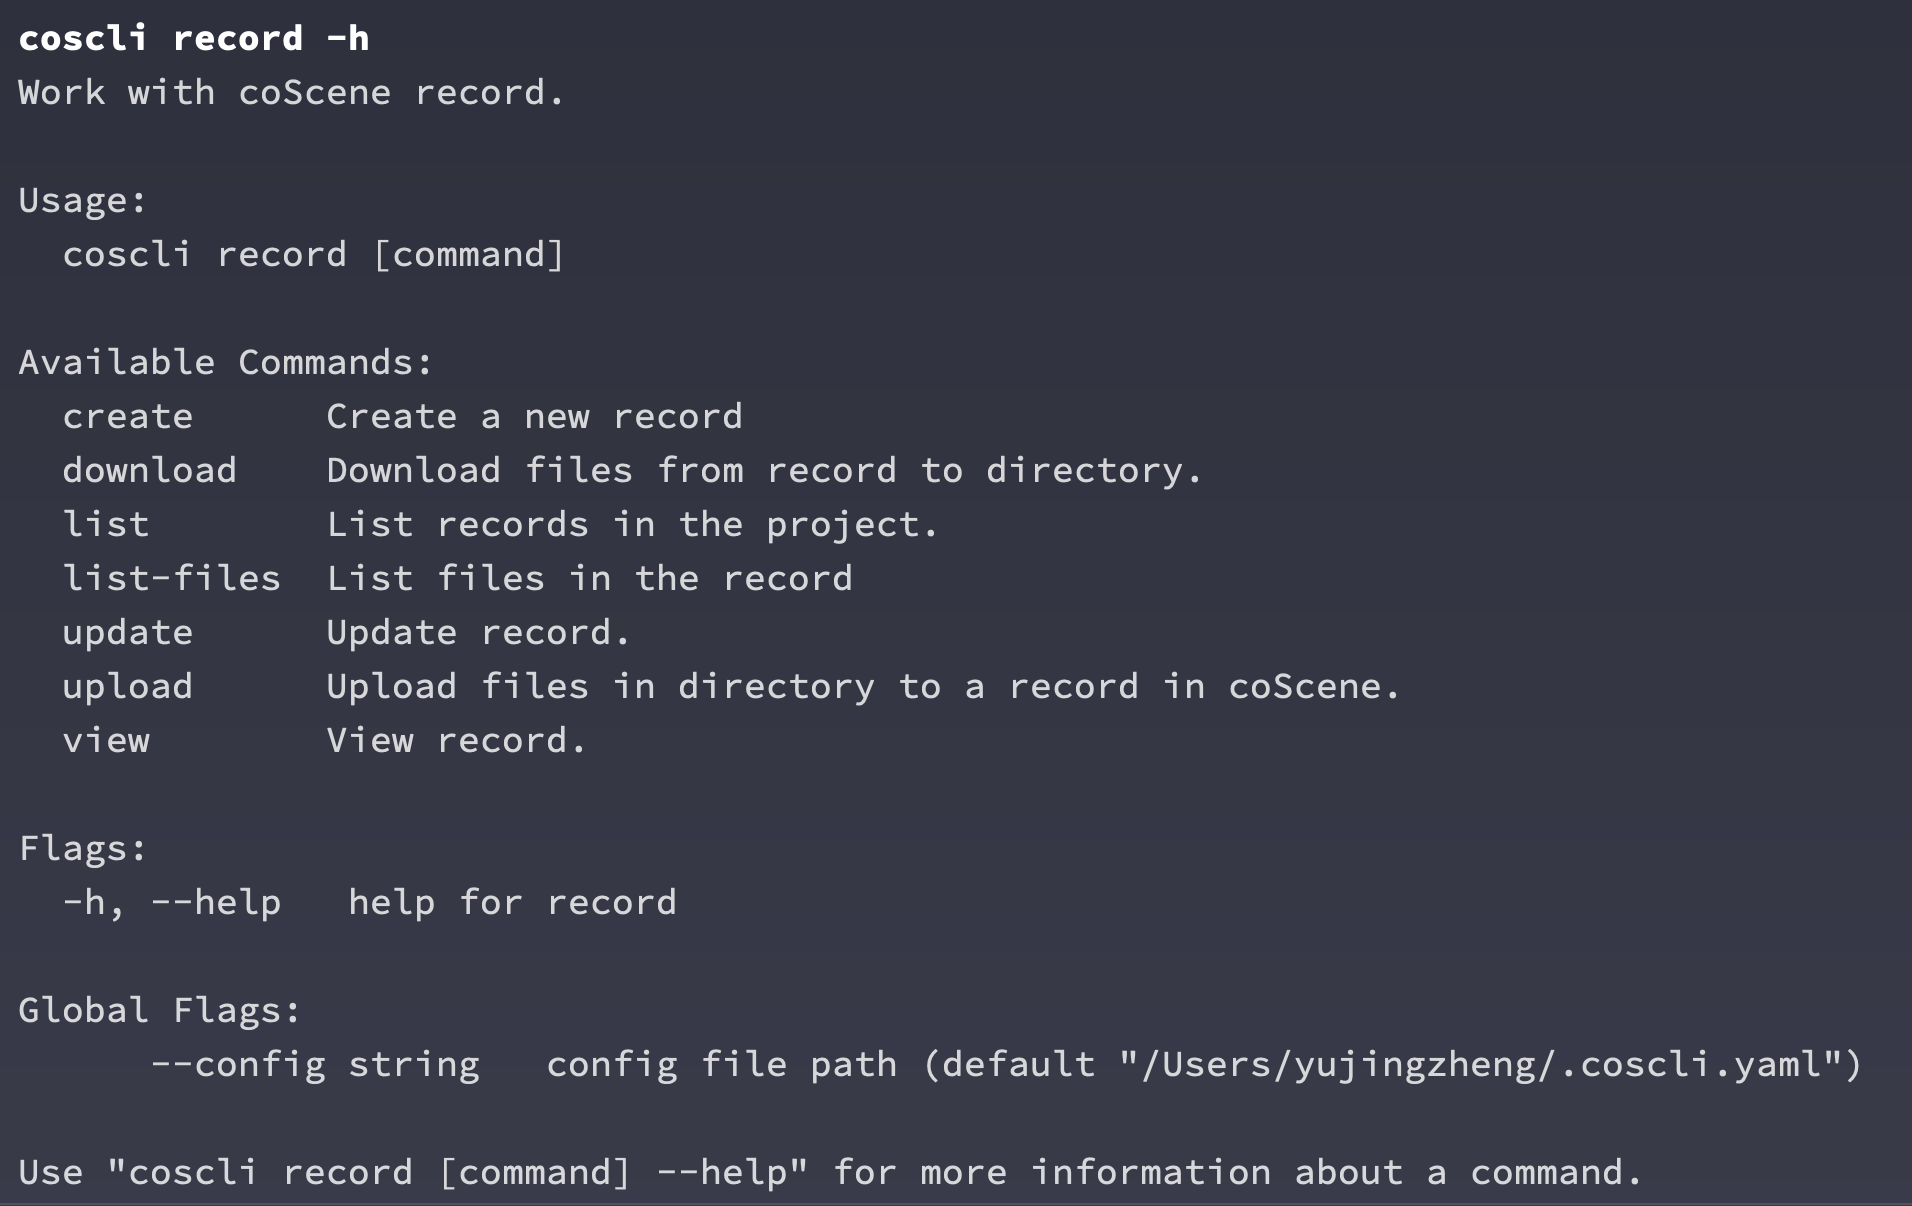 coscli record -h
Work with coScene record.

Usage:
  coscli record [command]

Available Commands:
  create      Create a new record
  download    Download files from record to directory.
  list        List records in the project.
  list-files  List files in the record
  update      Update record.
  upload      Upload files in directory to a record in coScene.
  view        View record.

Flags:
  -h, --help   help for record

Global Flags:
      --config string   config file path (default "/Users/yujingzheng/.coscli.yaml")

Use "coscli record [command] --help" for more information about a command.